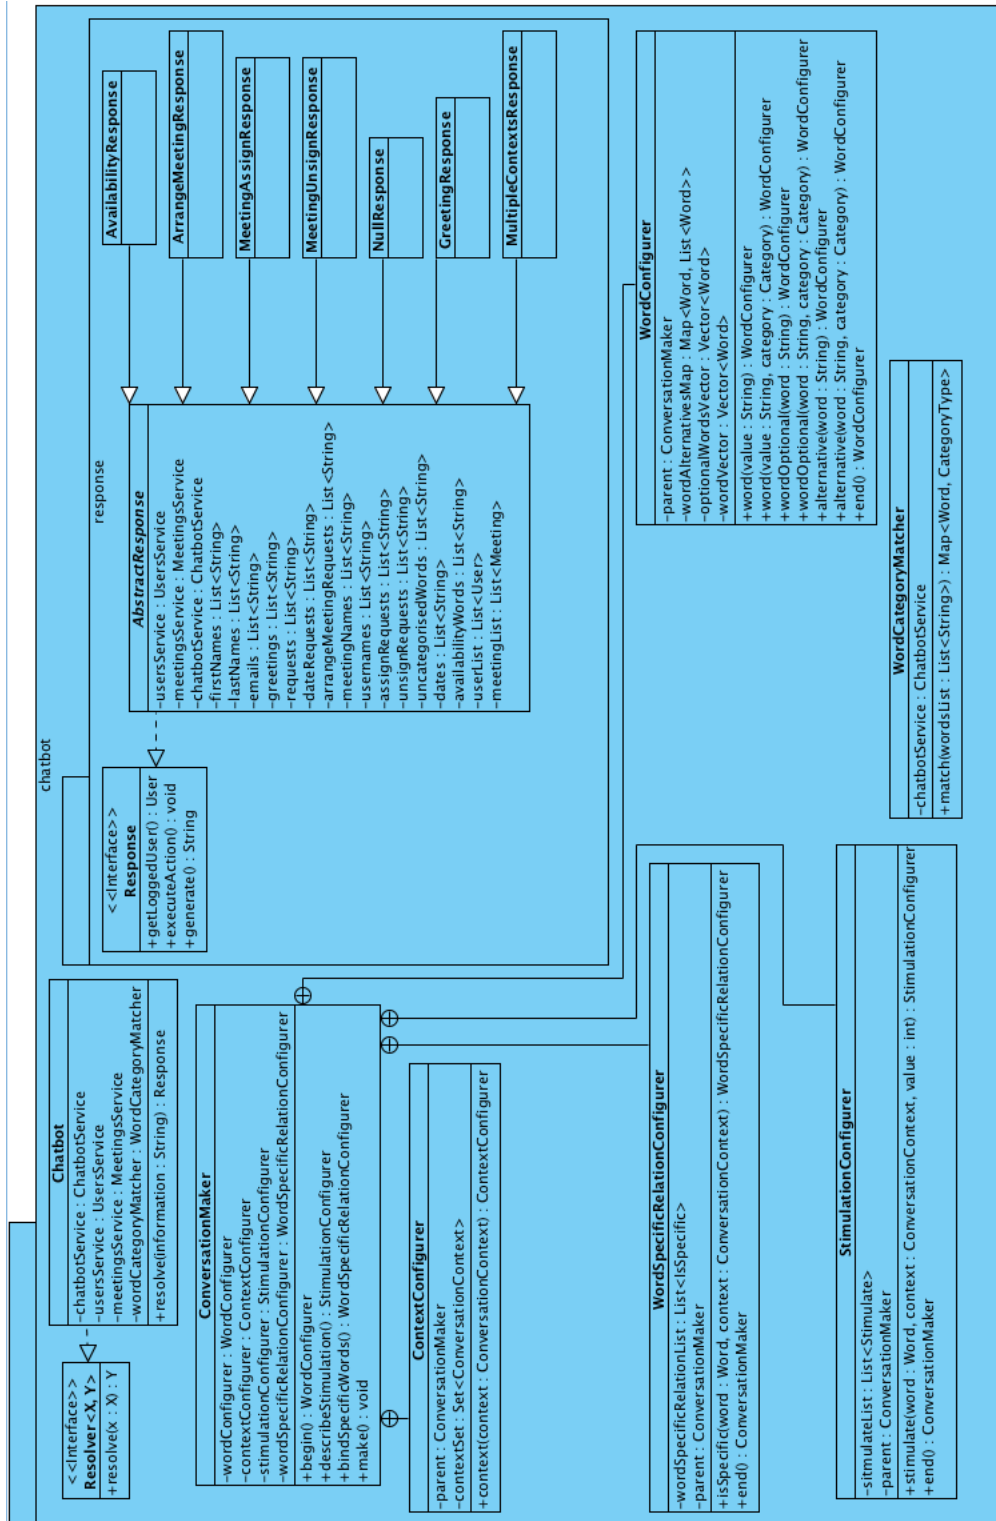 chatbot
<<Interface>>
Resolver<X, Y>
+resolve(x : X) : Y
Chatbot
-chatbotService : ChatbotService
-usersService : UsersService
-meetingsService : MeetingsService
-wordCategoryMatcher : WordCategoryMatcher
+resolve(information : String) : Response
response
<<Interface>>
Response
+getLoggedUser() : User
+executeAction() : void
+generate() : String
AbstractResponse
-usersService : UsersService
-meetingsService : MeetingsService
-chatbotService : ChatbotService
-firstNames : List<String>
-lastNames : List<String>
-emails : List<String>
-greetings : List<String>
-requests : List<String>
-dateRequests : List<String>
-arrangeMeetingRequests : List<String>
-meetingNames : List<String>
-usernames : List<String>
-assignRequests : List<String>
-unsignRequests : List<String>
-uncategorisedWords : List<String>
-dates : List<String>
-availabilityWords : List<String>
-userList : List<User>
-meetingList : List<Meeting>
AvailabilityResponse
ArrangeMeetingResponse
MeetingAssignResponse
MeetingUnsignResponse
NullResponse
GreetingResponse
MultipleContextsResponse
ConversationMaker
-wordConfigurer : WordConfigurer
-contextConfigurer : ContextConfigurer
-stimulationConfigurer : StimulationConfigurer
-wordSpecificRelationConfigurer : WordSpecificRelationConfigurer
+begin() : WordConfigurer
+describeStimulation() : StimulationConfigurer
+bindSpecificWords() : WordSpecificRelationConfigurer
+make() : void
ContextConfigurer
-parent : ConversationMaker
-contextSet : Set<ConversationContext>
+context(context : ConversationContext) : ContextConfigurer
WordSpecificRelationConfigurer
-wordSpecificRelationList : List<IsSpecific>
-parent : ConversationMaker
+isSpecific(word : Word, context : ConversationContext) : WordSpecificRelationConfigurer
+end() : ConversationMaker
StimulationConfigurer
-sitmulateList : List<Stimulate>
-parent : ConversationMaker
+stimulate(word : Word, context : ConversationContext, value : int) : StimulationConfigurer
+end() : ConversationMaker
WordConfigurer
-parent : ConversationMaker
-wordAlternativesMap : Map<Word, List<Word>>
-optionalWordsVector : Vector<Word>
-wordVector : Vector<Word>
+word(value : String) : WordConfigurer
+word(value : String, category : Category) : WordConfigurer
+wordOptional(word : String) : WordConfigurer
+wordOptional(word : String, category : Category) : WordConfigurer
+alternative(word : String) : WordConfigurer
+alternative(word : String, category : Category) : WordConfigurer
+end() : WordConfigurer
WordCategoryMatcher
-chatbotService : ChatbotService
+match(wordsList : List<String>) : Map<Word, CategoryType>